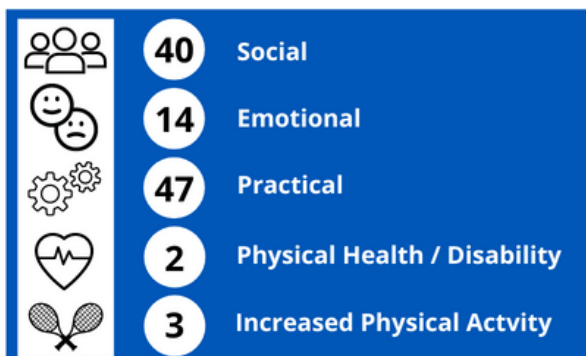 40 Social
14 Emotional
47 Practical
2 Physical Health / Disability
3 Increased Physical Actvity